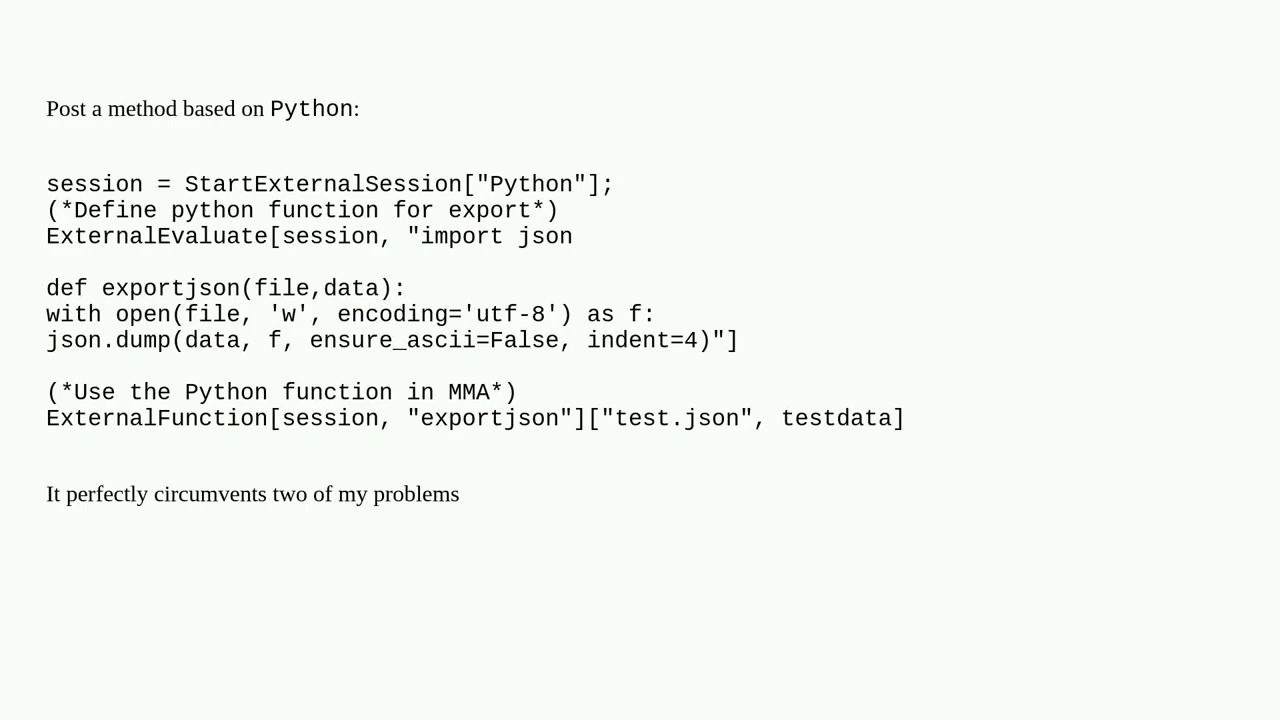 Post a method based on Python:
session = StartExternalSession["Python"];
(*Define python function for export*)
ExternalEvaluate[session, "import json
def exportjson(file,data):
with open(file, 'w', encoding='utf-8') as f:
json.dump(data, f, ensure_ascii=False, indent=4)"]
(*Use the Python function in MMA*)
ExternalFunction[session, "exportjson"]["test.json", testdata]
It perfectly circumvents two of my problems